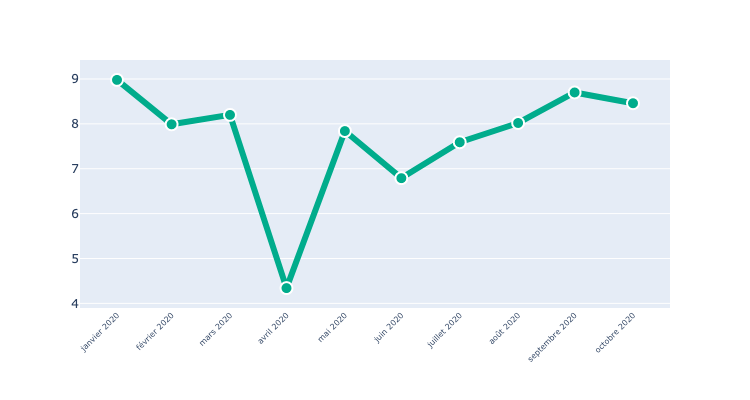 9
8
7
6
5
4
janvier 2020
février 2020
mars 2020
avril 2020
mai 2020
juin 2020
juillet 2020
août 2020
septembre 2020
octobre 2020